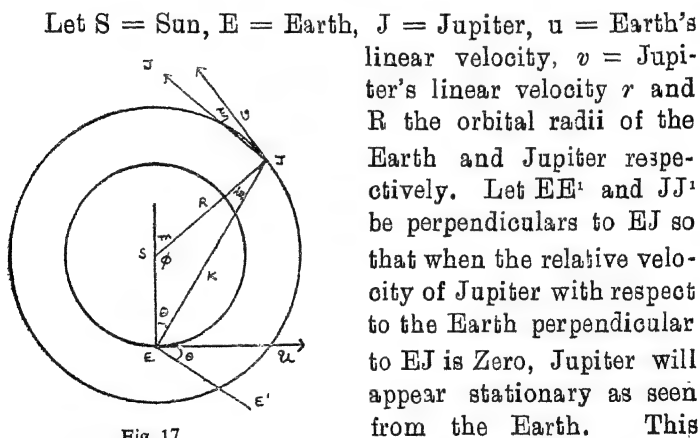 Let S = Sun, E = Earth, J = Jupiter, u = Earth's
linear velocity, v = Jupi-
ter's linear velocity r and
R the orbital radii of the
Earth and Jupiter respe-
ctively. Let EE¹ and JJ¹
be perpendiculars to EJ so
that when the relative velo-
city of Jupiter with respect
to the Earth perpendicular
to EJ is Zero, Jupiter will
appear stationary as seen
from the Earth. This
J
v
J
R
m
S
φ
K
θ
E
θ
u
E'
Fig. 17